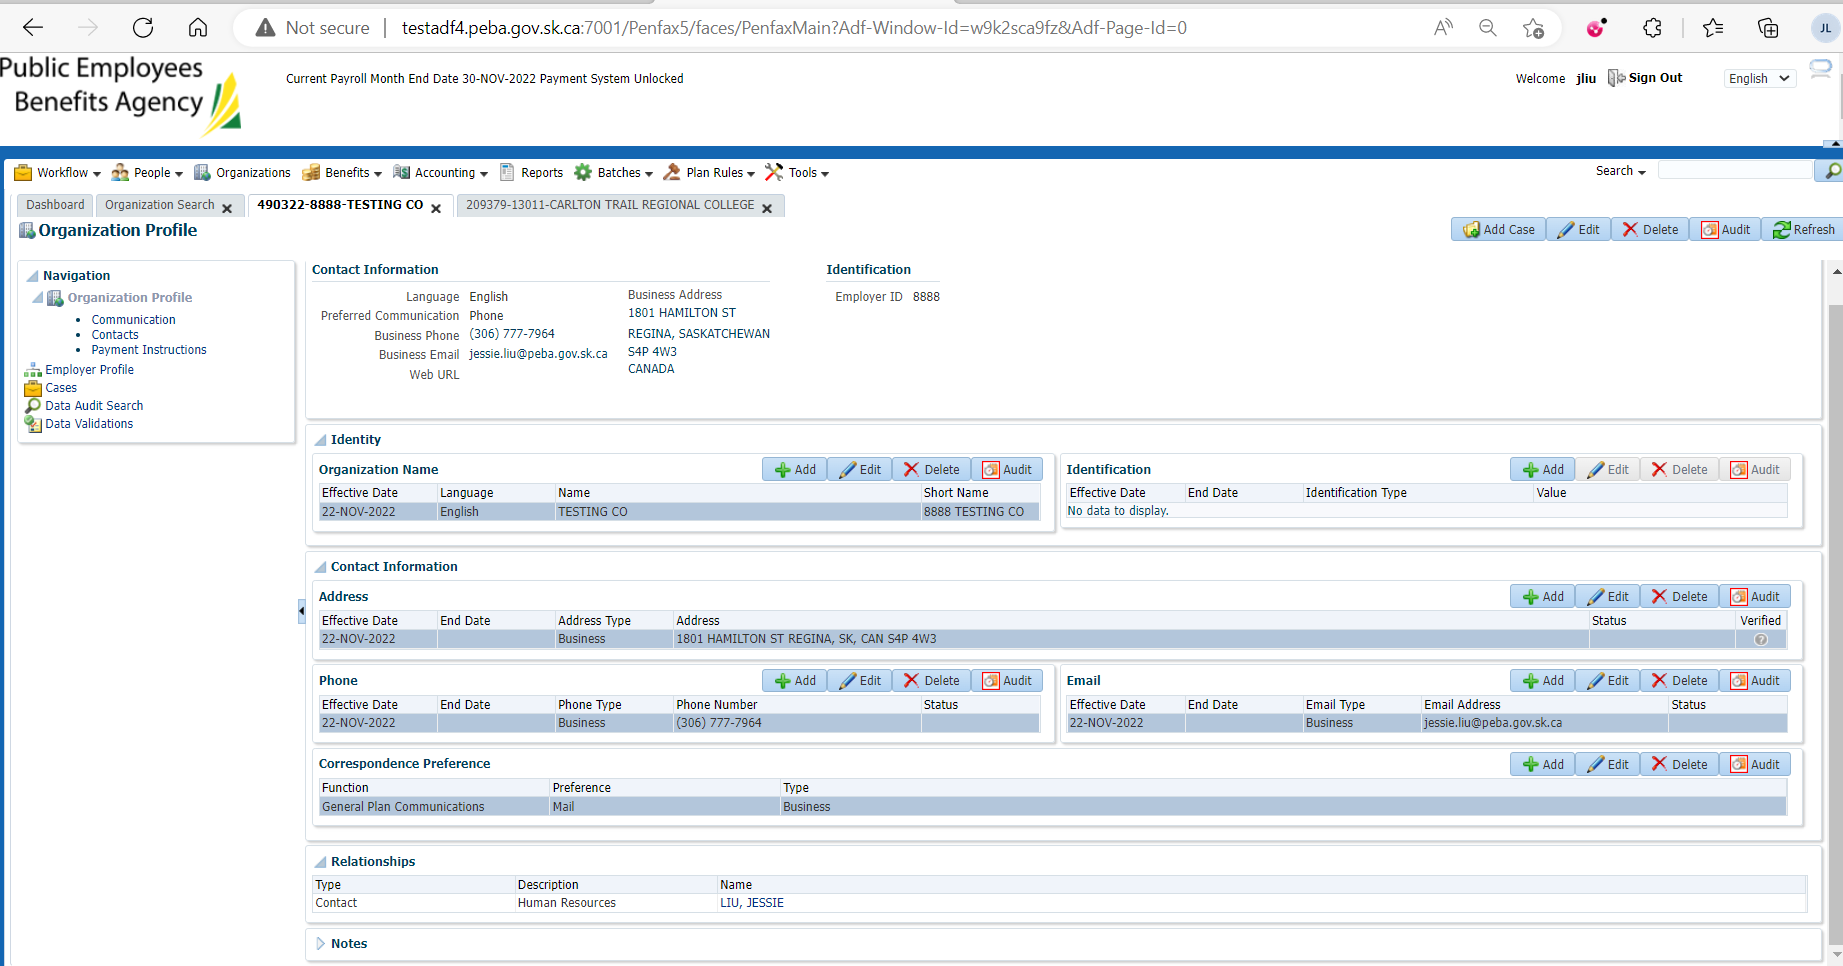 Not secure | testadf4.peba.gov.sk.ca:7001/Penfax5/faces/PenfaxMain?Adf-Window-Id=w9k2sca9fz&Adf-Page-Id=0
JL
Public Employees
Benefits Agency
Current Payroll Month End Date 30-NOV-2022 Payment System Unlocked
Welcome jliu Sign Out English
Workflow People Organizations Benefits Accounting Reports Batches Plan Rules Tools Search
Dashboard Organization Search 490322-8888-TESTING CO 209379-13011-CARLTON TRAIL REGIONAL COLLEGE
Organization Profile
Add Case Edit Delete Audit Refresh
Navigation
Organization Profile
Communication
Contacts
Payment Instructions
Employer Profile
Cases
Data Audit Search
Data Validations
Contact Information
Language English
Preferred Communication Phone
Business Phone (306) 777-7964
Business Email jessie.liu@peba.gov.sk.ca
Web URL
Business Address
1801 HAMILTON ST
REGINA, SASKATCHEWAN
S4P 4W3
CANADA
Identification
Employer ID 8888
Identity
Organization Name Add Edit Delete Audit
Effective Date Language Name Short Name
22-NOV-2022 English TESTING CO 8888 TESTING CO
Identification Add Edit Delete Audit
Effective Date End Date Identification Type Value
No data to display.
Contact Information
Address Add Edit Delete Audit
Effective Date End Date Address Type Address Status Verified
22-NOV-2022 Business 1801 HAMILTON ST REGINA, SK, CAN S4P 4W3
Phone Add Edit Delete Audit
Effective Date End Date Phone Type Phone Number Status
22-NOV-2022 Business (306) 777-7964
Email Add Edit Delete Audit
Effective Date End Date Email Type Email Address Status
22-NOV-2022 Business jessie.liu@peba.gov.sk.ca
Correspondence Preference Add Edit Delete Audit
Function Preference Type
General Plan Communications Mail Business
Relationships
Type Description Name
Contact Human Resources LIU, JESSIE
Notes